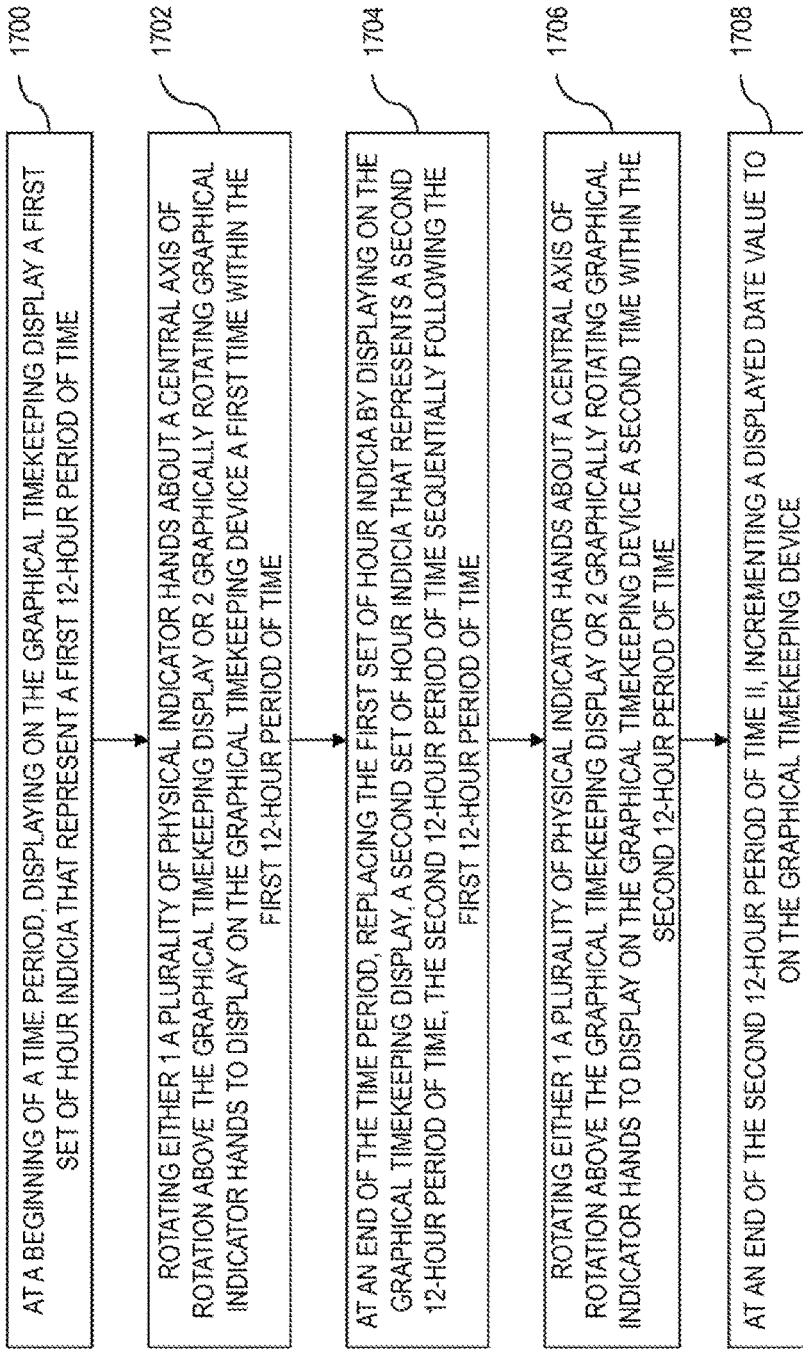 AT A BEGINNING OF A TIME PERIOD, DISPLAYING ON THE GRAPHICAL TIMEKEEPING DISPLAY A FIRST
SET OF HOUR INDICIA THAT REPRESENT A FIRST 12-HOUR PERIOD OF TIME
1700
ROTATING EITHER 1 A PLURALITY OF PHYSICAL INDICATOR HANDS ABOUT A CENTRAL AXIS OF
ROTATION ABOVE THE GRAPHICAL TIMEKEEPING DISPLAY OR 2 GRAPHICALLY ROTATING GRAPHICAL
INDICATOR HANDS TO DISPLAY ON THE GRAPHICAL TIMEKEEPING DEVICE A FIRST TIME WITHIN THE
FIRST 12-HOUR PERIOD OF TIME
1702
AT AN END OF THE TIME PERIOD, REPLACING THE FIRST SET OF HOUR INDICIA BY DISPLAYING ON THE
GRAPHICAL TIMEKEEPING DISPLAY, A SECOND SET OF HOUR INDICIA THAT REPRESENTS A SECOND
12-HOUR PERIOD OF TIME, THE SECOND 12-HOUR PERIOD OF TIME SEQUENTIALLY FOLLOWING THE
FIRST 12-HOUR PERIOD OF TIME
1704
ROTATING EITHER 1 A PLURALITY OF PHYSICAL INDICATOR HANDS ABOUT A CENTRAL AXIS OF
ROTATION ABOVE THE GRAPHICAL TIMEKEEPING DISPLAY OR 2 GRAPHICALLY ROTATING GRAPHICAL
INDICATOR HANDS TO DISPLAY ON THE GRAPHICAL TIMEKEEPING DEVICE A SECOND TIME WITHIN THE
SECOND 12-HOUR PERIOD OF TIME
1706
AT AN END OF THE SECOND 12-HOUR PERIOD OF TIME II, INCREMENTING A DISPLAYED DATE VALUE TO
ON THE GRAPHICAL TIMEKEEPING DEVICE
1708